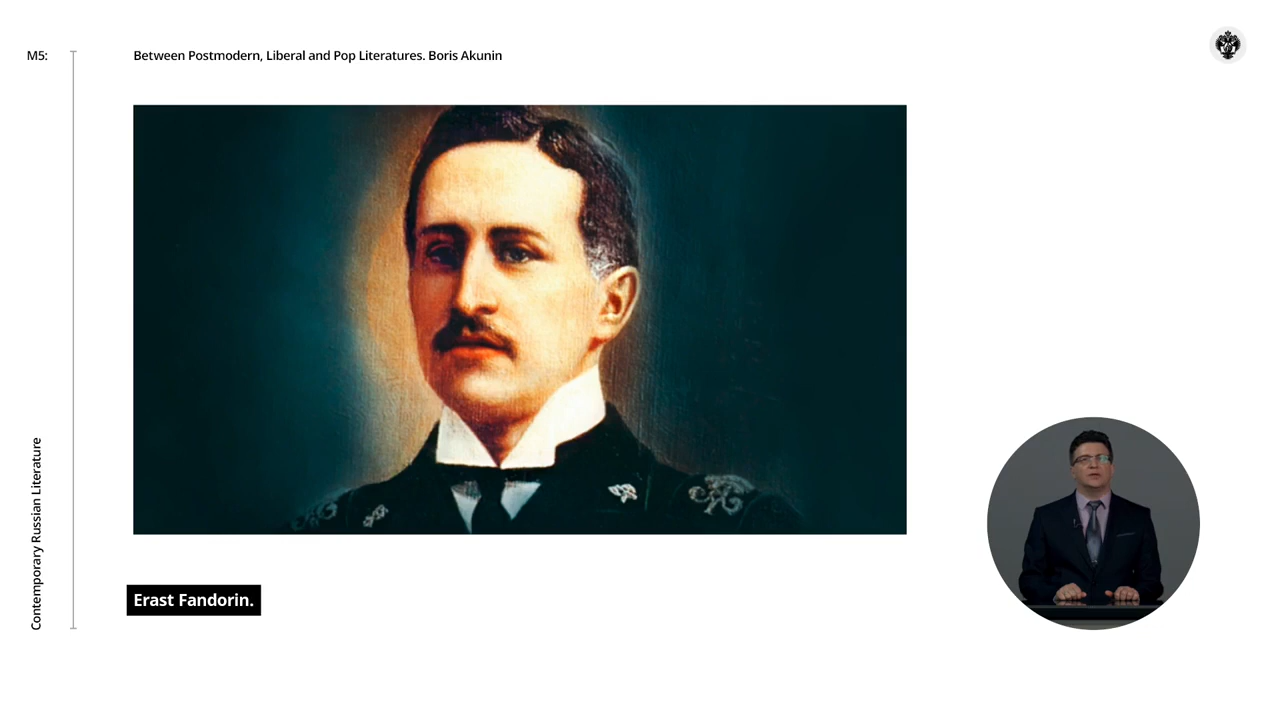 M5:
Between Postmodern, Liberal and Pop Literatures. Boris Akunin
Contemporary Russian Literature
Erast Fandorin.